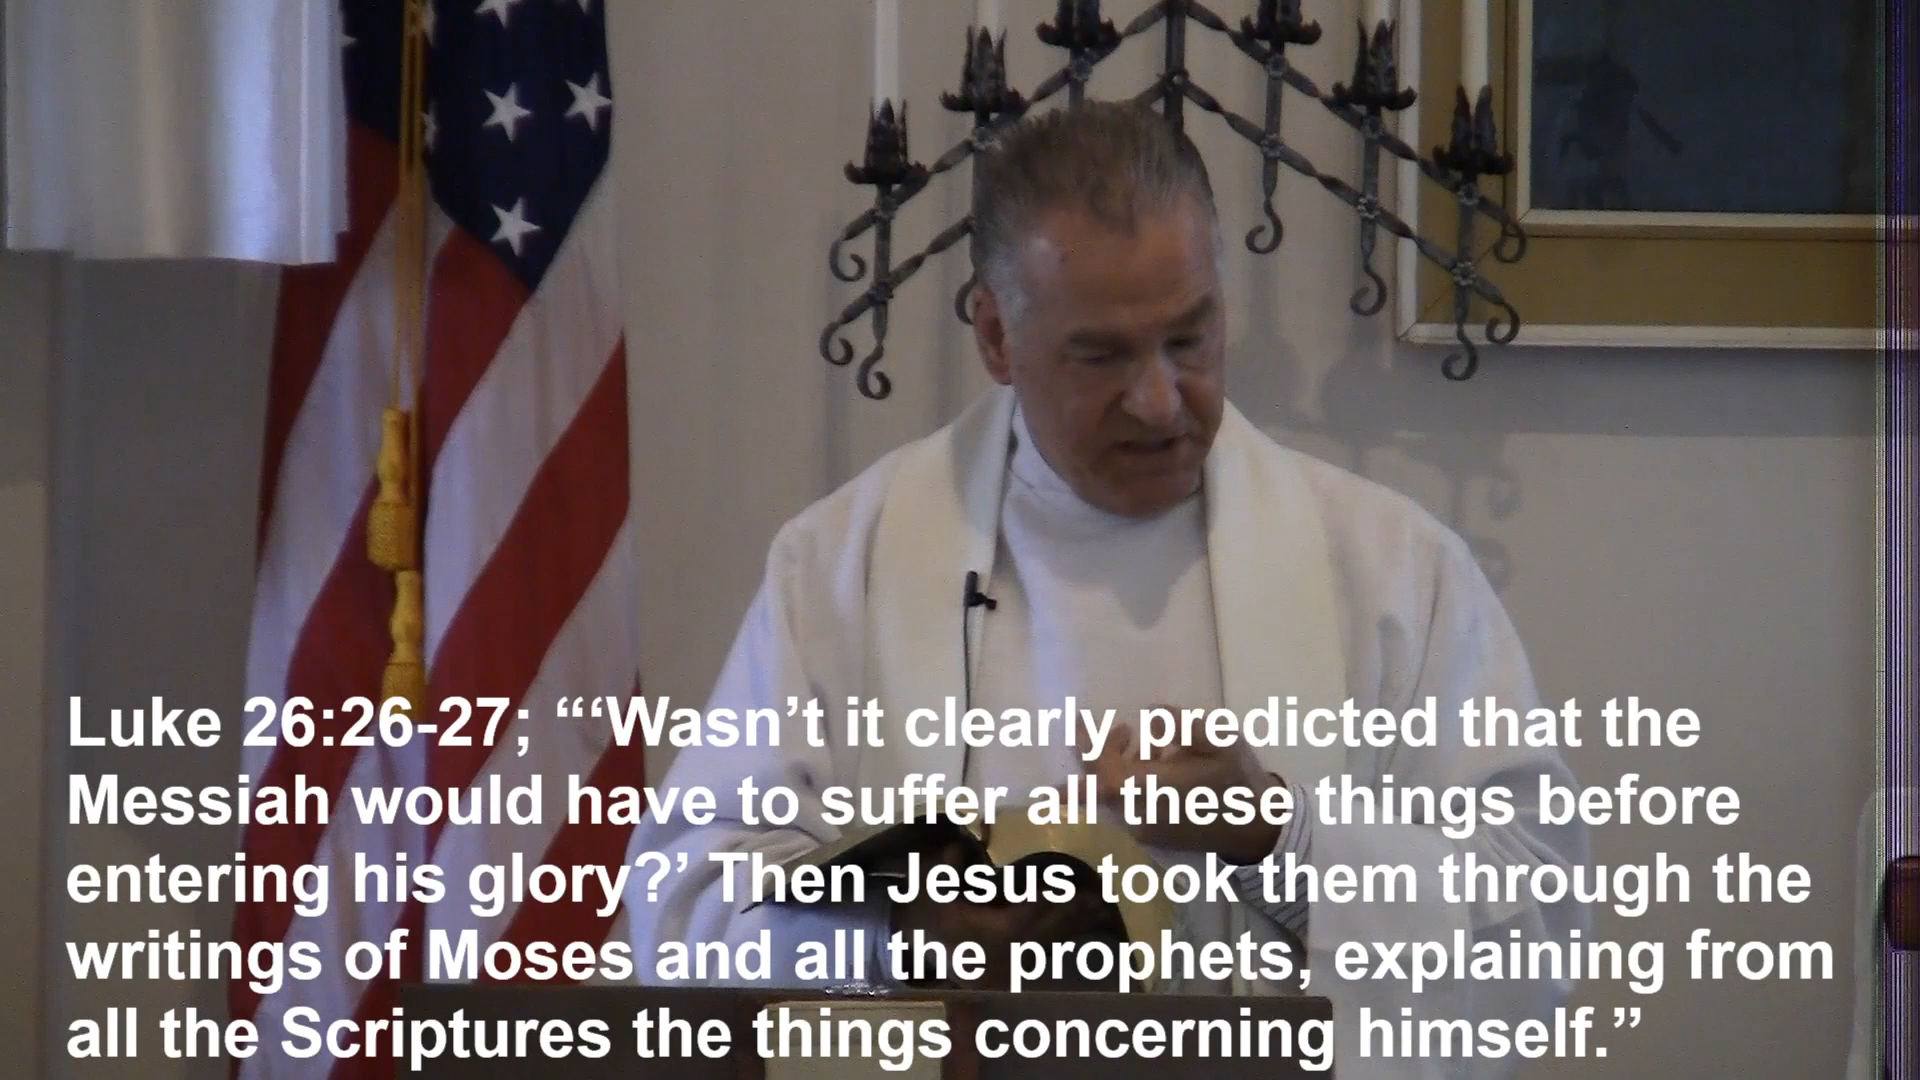 Luke 26:26-27; “‘Wasn’t it clearly predicted that the
Messiah would have to suffer all these things before
entering his glory?’ Then Jesus took them through the
writings of Moses and all the prophets, explaining from
all the Scriptures the things concerning himself.”